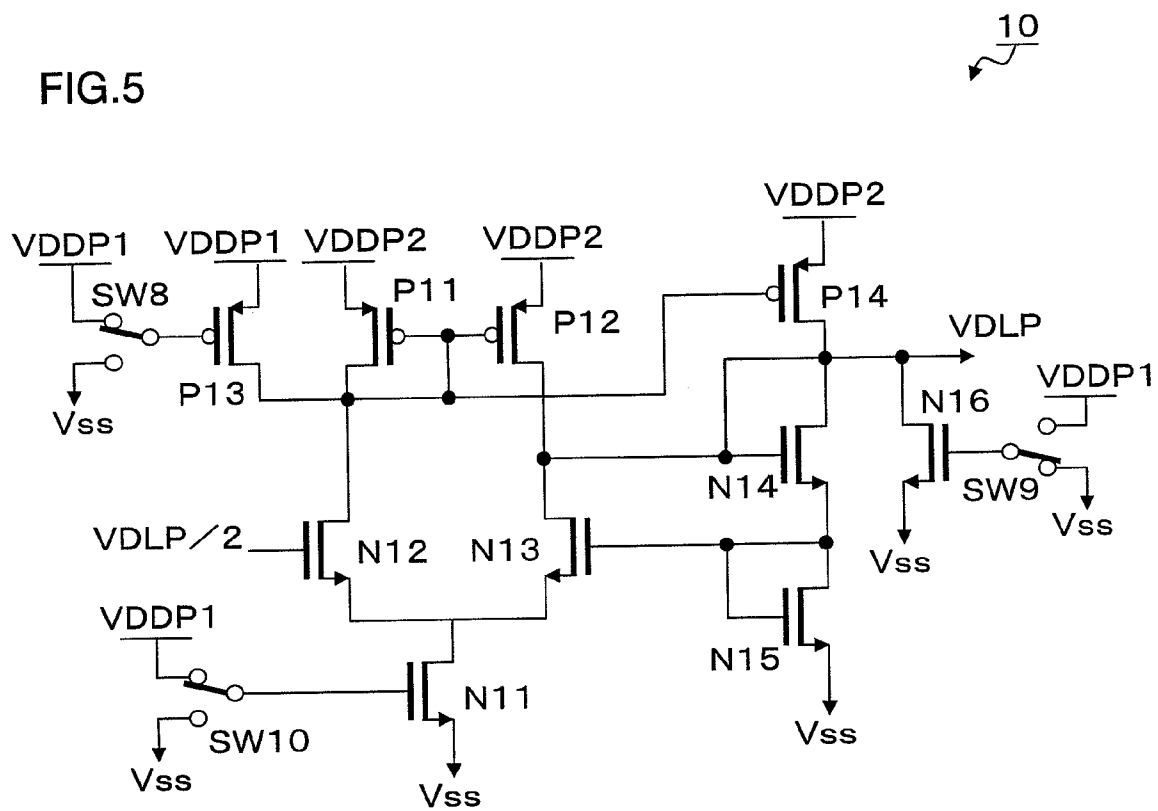 10
FIG.5
VDDP2
VDDP1
VDDP1
VDDP2
VDDP2
SW8
P11
P12
P14
VDLP
P13
Vss
VDDP1
N16
N14
SW9
Vss
VDLP/2
N12
N13
Vss
VDDP1
N15
N11
SW10
Vss
Vss
Vss